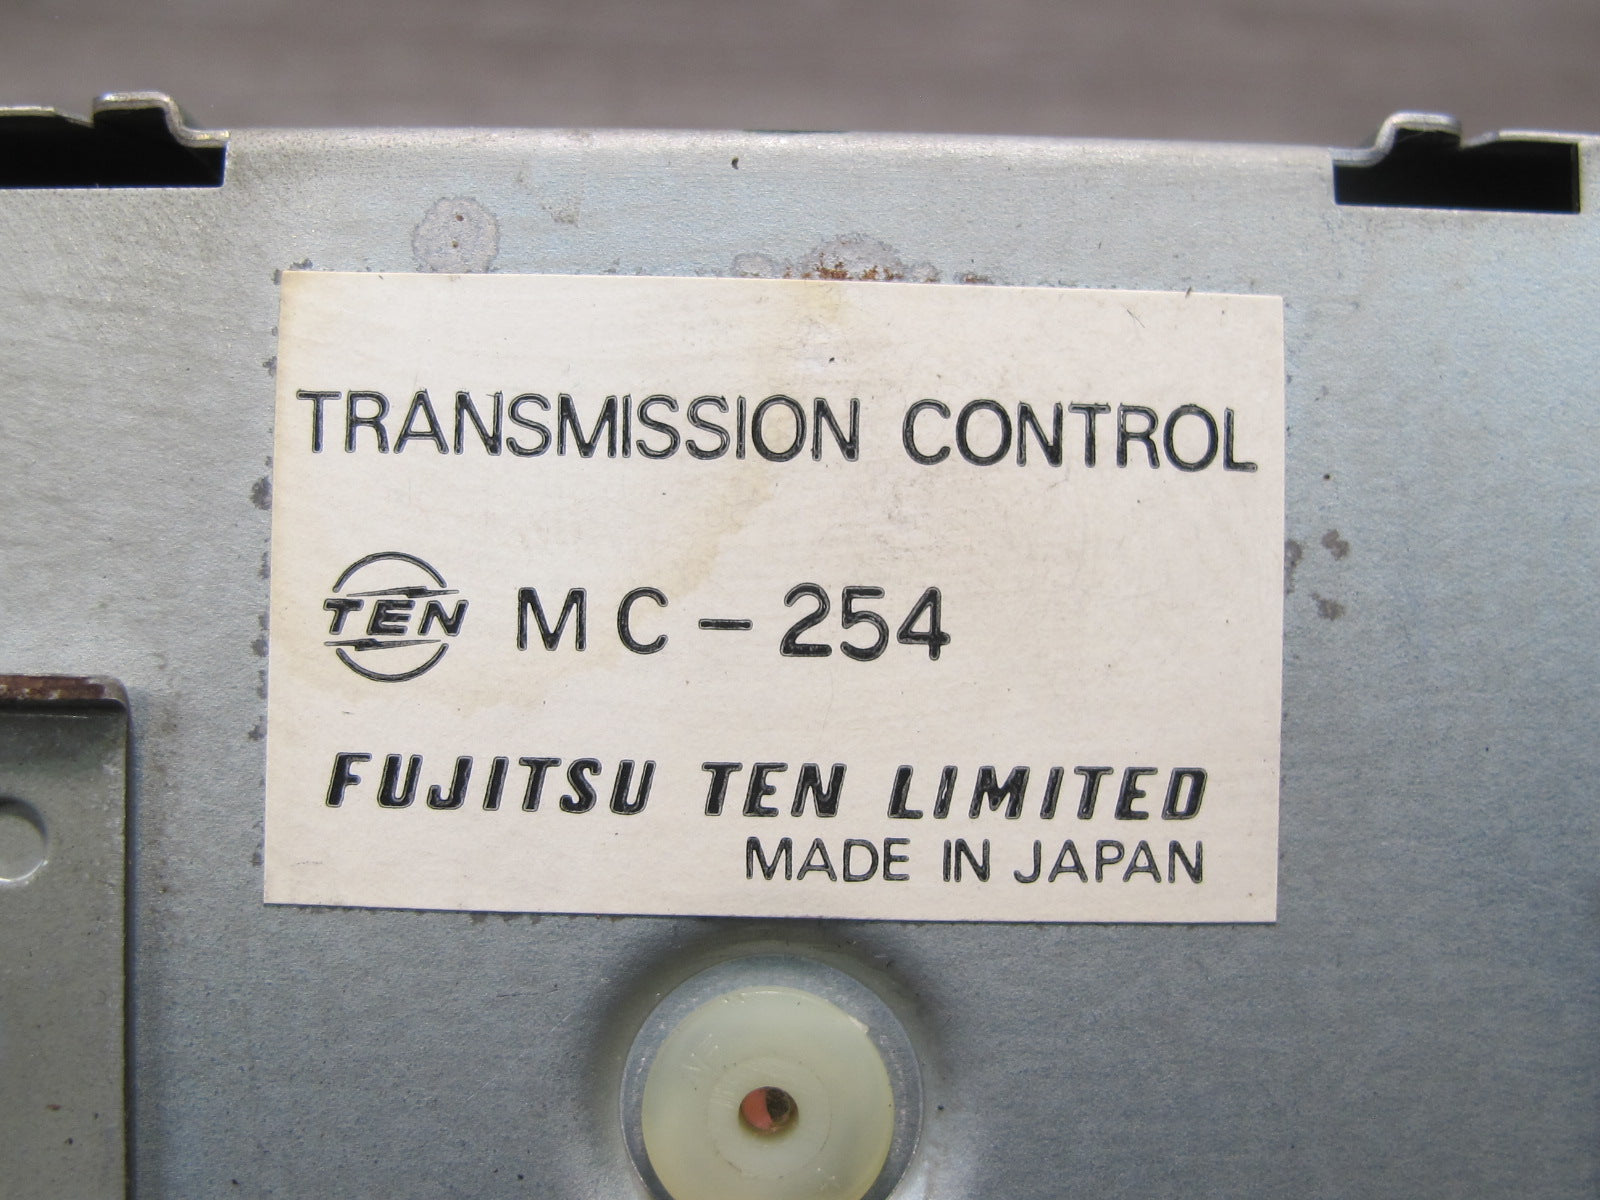 TRANSMISSION CONTROL
TEN MC-254
FUJITSU TEN LIMITED
MADE IN JAPAN